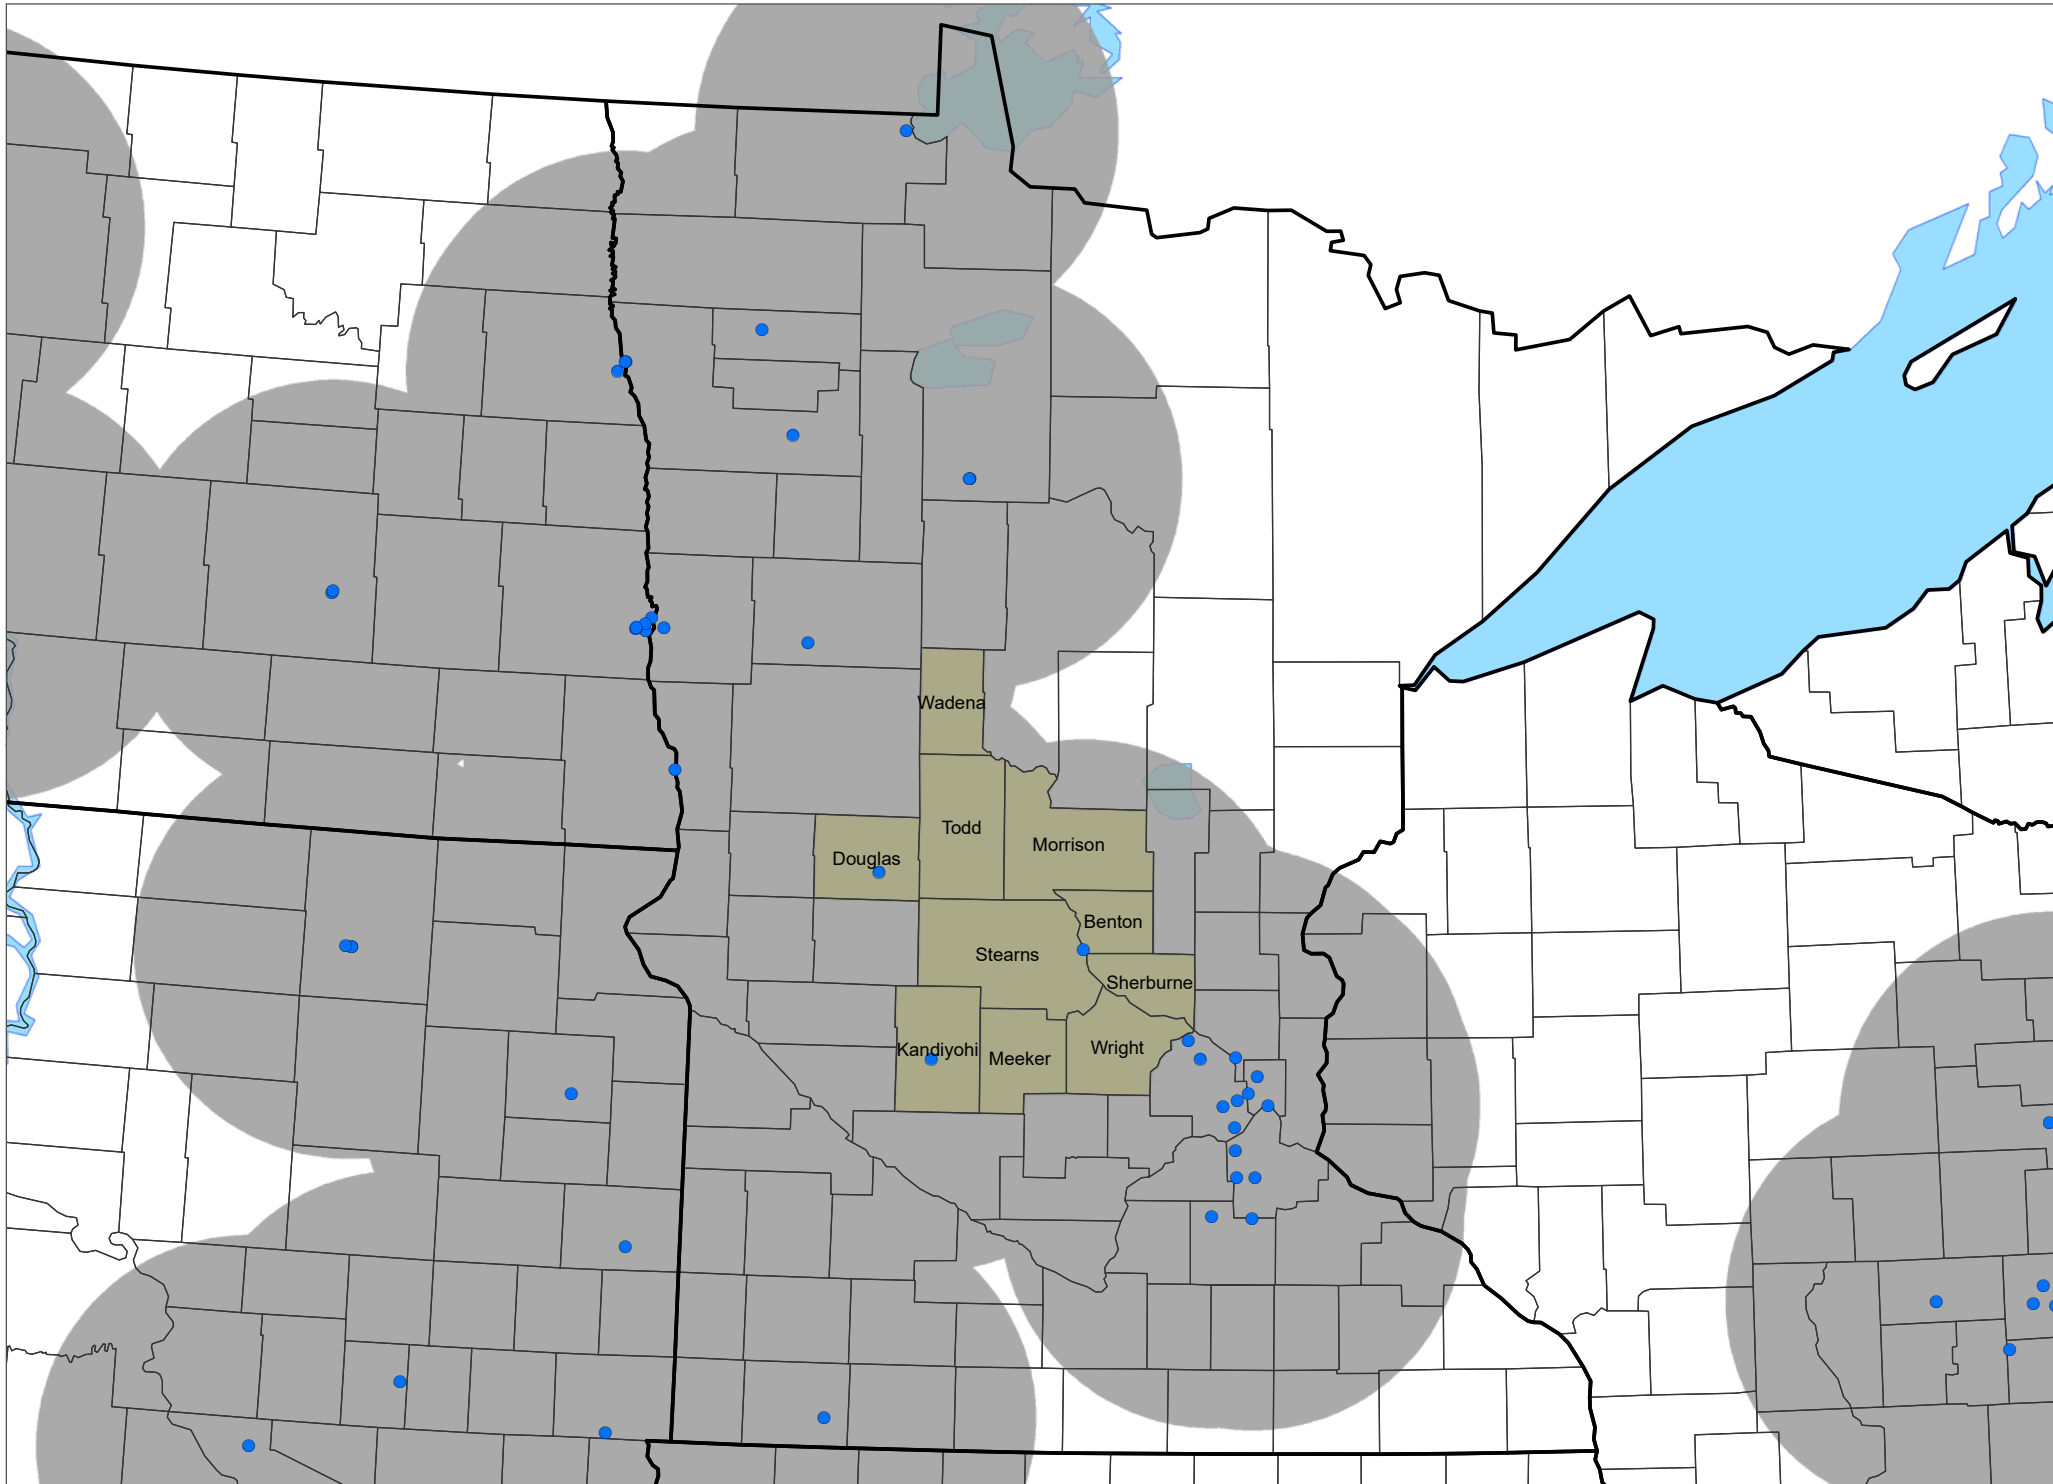 Wadena
Todd
Morrison
Douglas
Benton
Stearns
Sherburne
Kandiyohi
Meeker
Wright